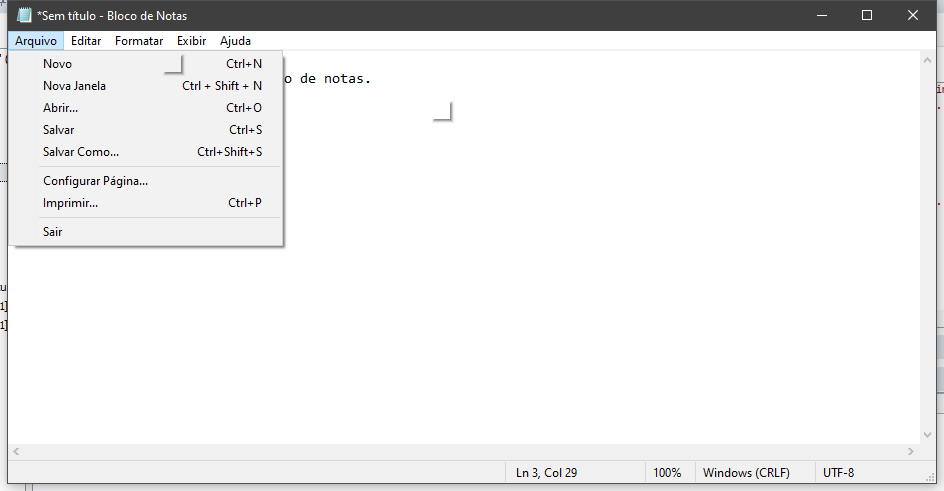 *Sem título - Bloco de Notas
Arquivo Editar Formatar Exibir Ajuda
Novo Ctrl+N
Nova Janela Ctrl + Shift + N
o de notas.
Abrir... Ctrl+O
Salvar Ctrl+S
Salvar Como... Ctrl+Shift+S
Configurar Página...
Imprimir... Ctrl+P
Sair
Ln 3, Col 29 100% Windows (CRLF) UTF-8